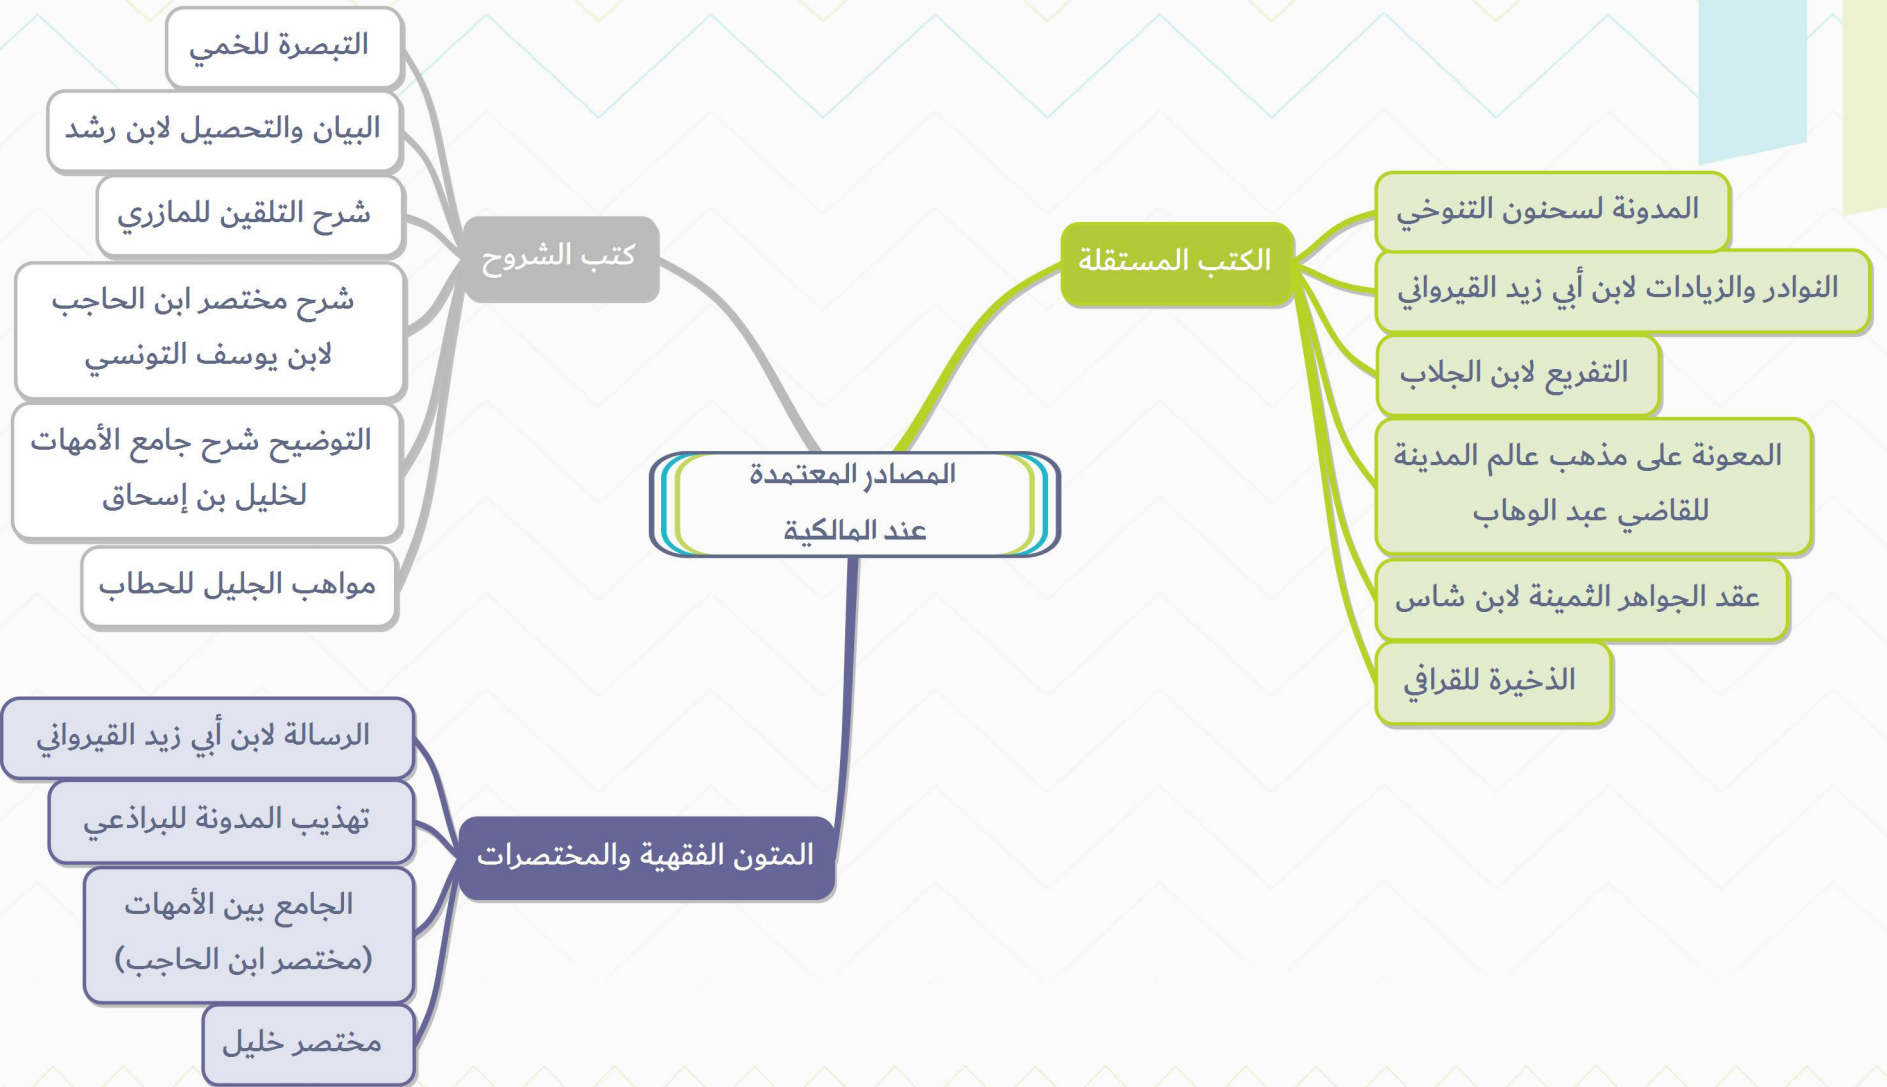 المصادر المعتمدة
عند المالكية
الكتب المستقلة
المدونة لسحنون التنوخي
النوادر والزيادات لابن أبي زيد القيرواني
التفريع لابن الجلاب
المعونة على مذهب عالم المدينة
للقاضي عبد الوهاب
عقد الجواهر الثمينة لابن شاس
الذخيرة للقرافي
كتب الشروح
التبصرة للخمي
البيان والتحصيل لابن رشد
شرح التلقين للمازري
شرح مختصر ابن الحاجب
لابن يوسف التونسي
التوضيح شرح جامع الأمهات
لخليل بن إسحاق
مواهب الجليل للحطاب
المتون الفقهية والمختصرات
الرسالة لابن أبي زيد القيرواني
تهذيب المدونة للبراذعي
الجامع بين الأمهات
(مختصر ابن الحاجب)
مختصر خليل